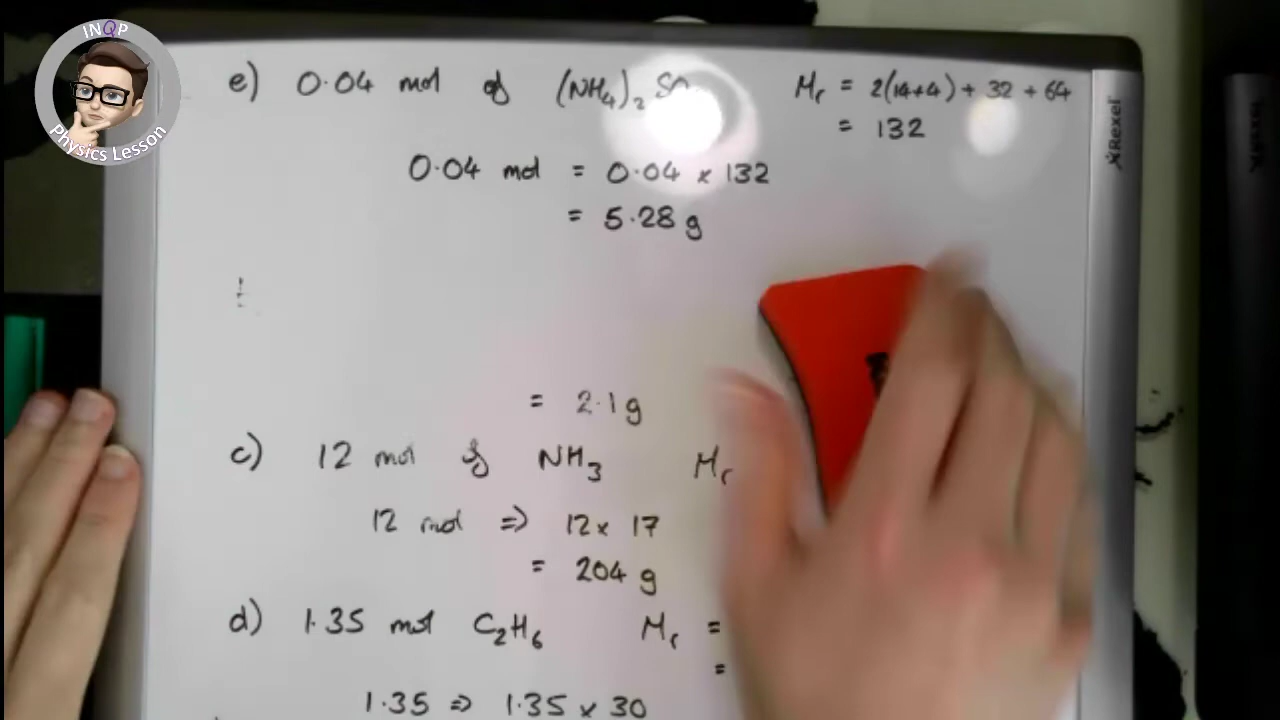 INQP
Physics Lesson
e) 0.04 mol of (NH4)2 SO Mr = 2(14+4) + 32 + 64
= 132
0.04 mol = 0.04 x 132
= 5.28 g
= 2.1 g
c) 12 mol of NH3 Mr
12 mol => 12 x 17
= 204 g
d) 1.35 mol C2H6 Mr =
=
1.35 => 1.35 x 30
Rexel